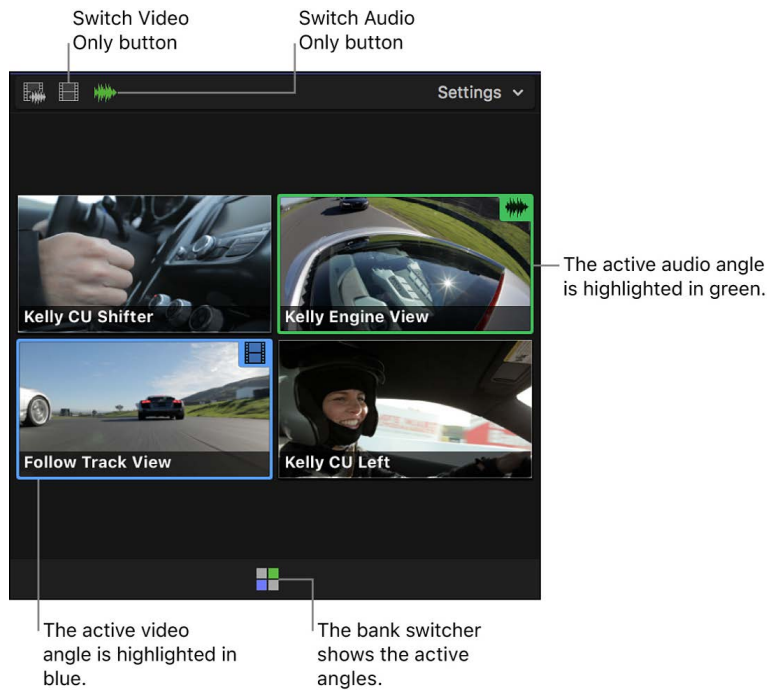 Switch Video
Only button
Switch Audio
Only button
Settings
The active audio angle
is highlighted in green.
Kelly CU Shifter
Kelly Engine View
Follow Track View
Kelly CU Left
The active video
angle is highlighted in
blue.
The bank switcher
shows the active
angles.